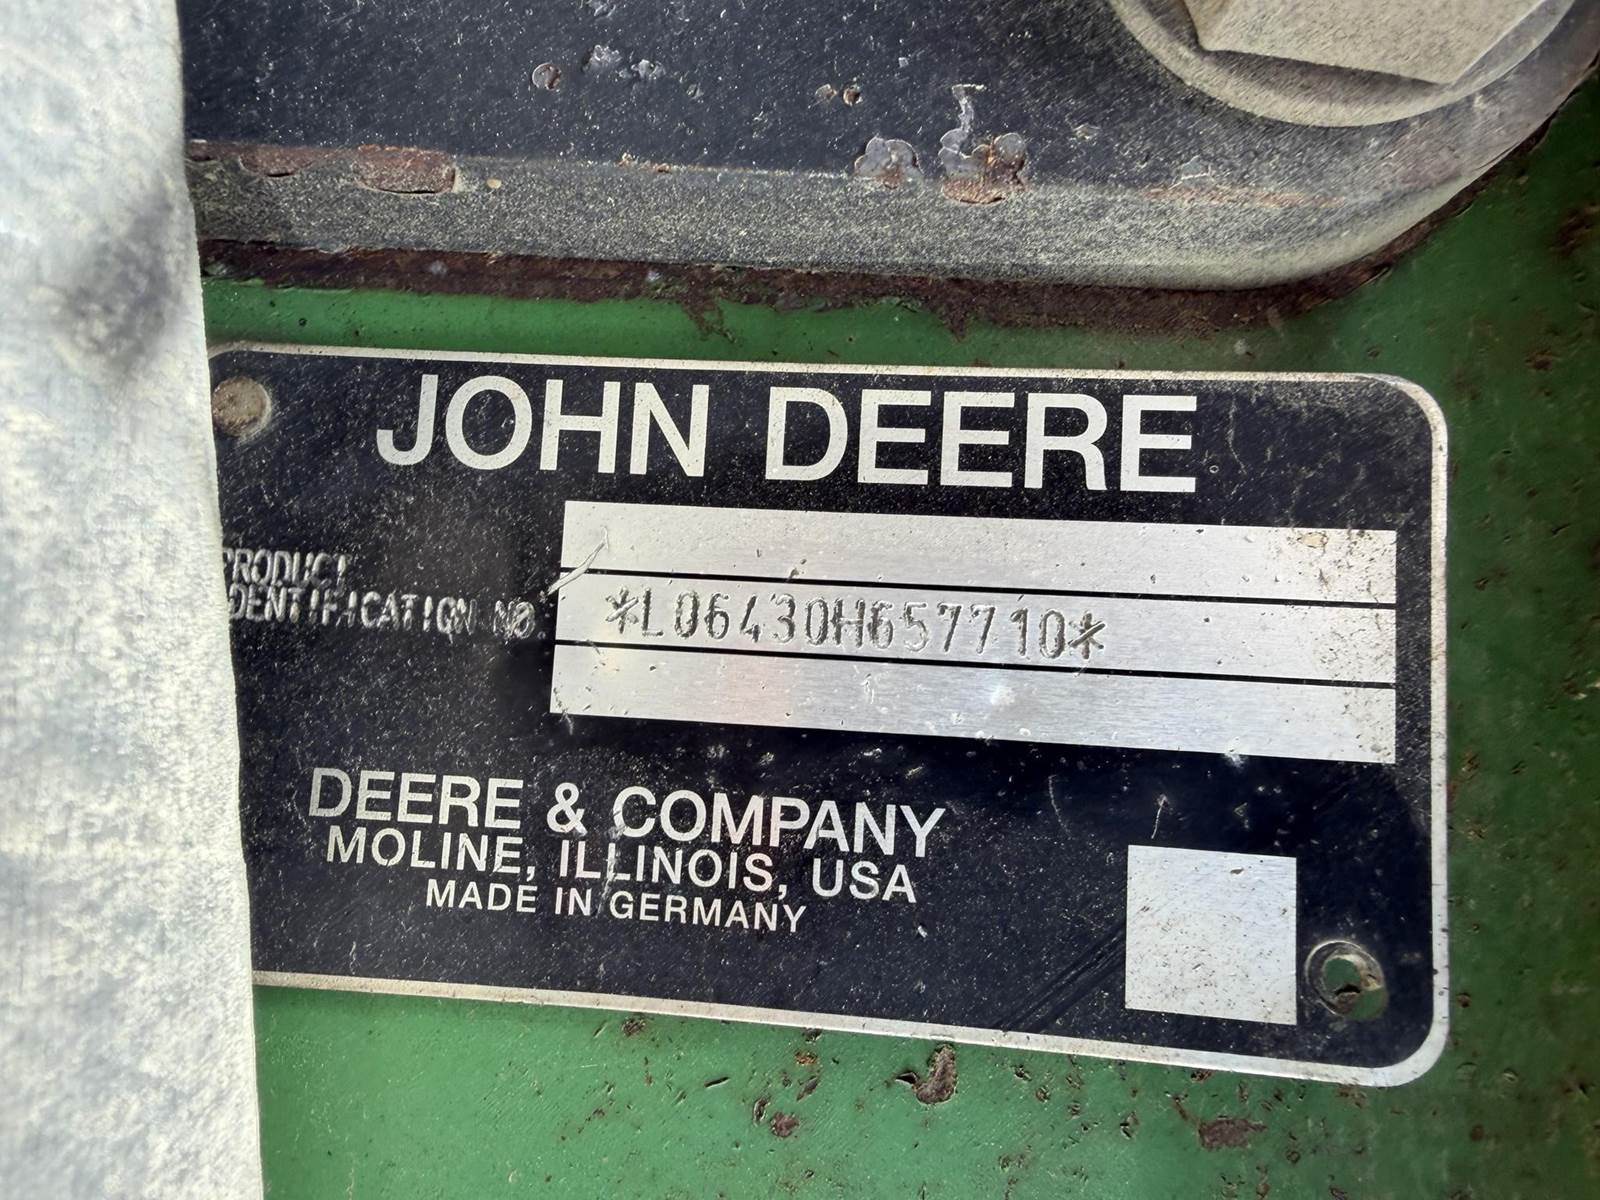 JOHN DEERE
PRODUCT
IDENTIFICATION NO.
*L06430H657710*
DEERE & COMPANY
MOLINE, ILLINOIS, USA
MADE IN GERMANY